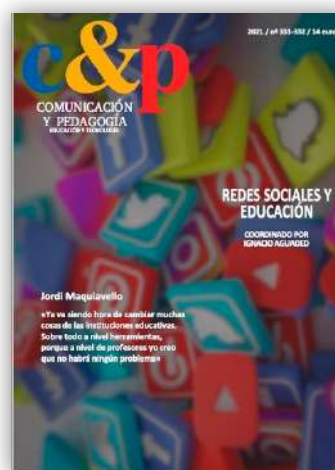 2021 / nº 331-332 / 14 euros
c&p
COMUNICACIÓN
Y PEDAGOGÍA
EDUCACIÓN Y TECNOLOGÍAS
REDES SOCIALES Y
EDUCACIÓN
COORDINADO POR
IGNACIO AGUADED
Jordi Maquiavello
«Ya va siendo hora de cambiar muchas
cosas de las instituciones educativas.
Sobre todo a nivel herramientas,
porque a nivel de profesores yo creo
que no habrá ningún problema»